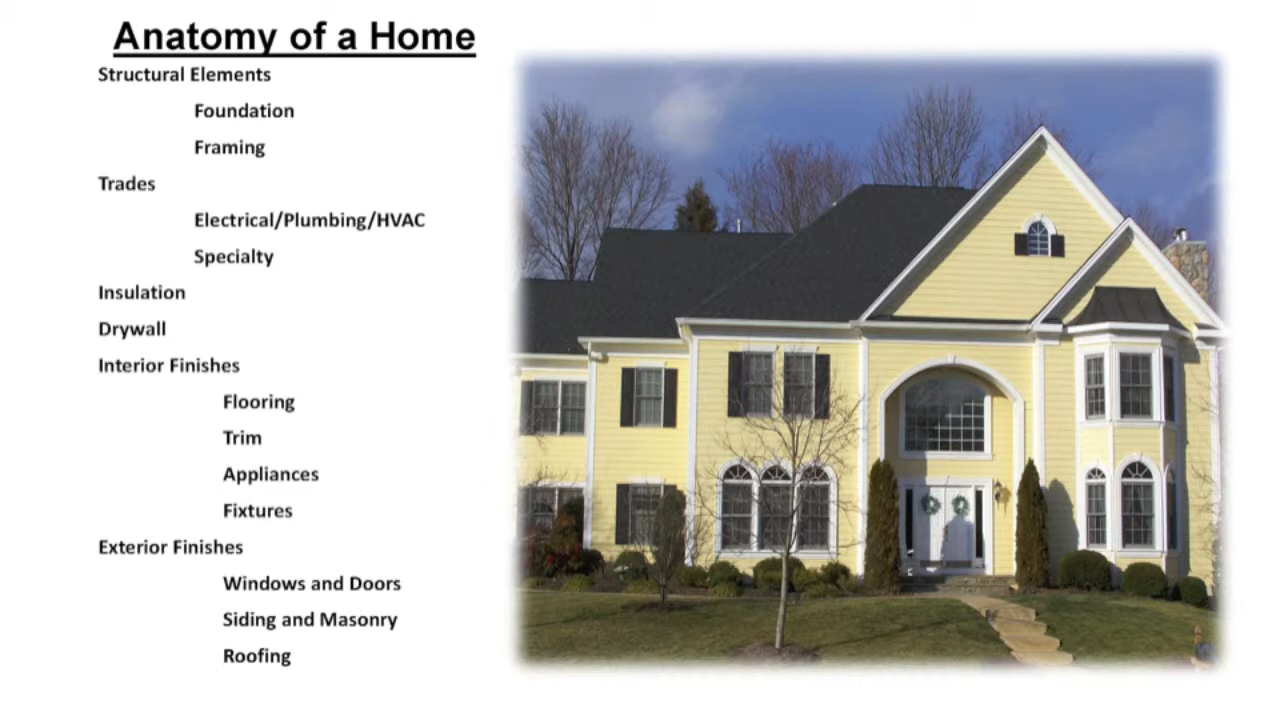 Anatomy of a Home
Structural Elements
Foundation
Framing
Trades
Electrical/Plumbing/HVAC
Specialty
Insulation
Drywall
Interior Finishes
Flooring
Trim
Appliances
Fixtures
Exterior Finishes
Windows and Doors
Siding and Masonry
Roofing